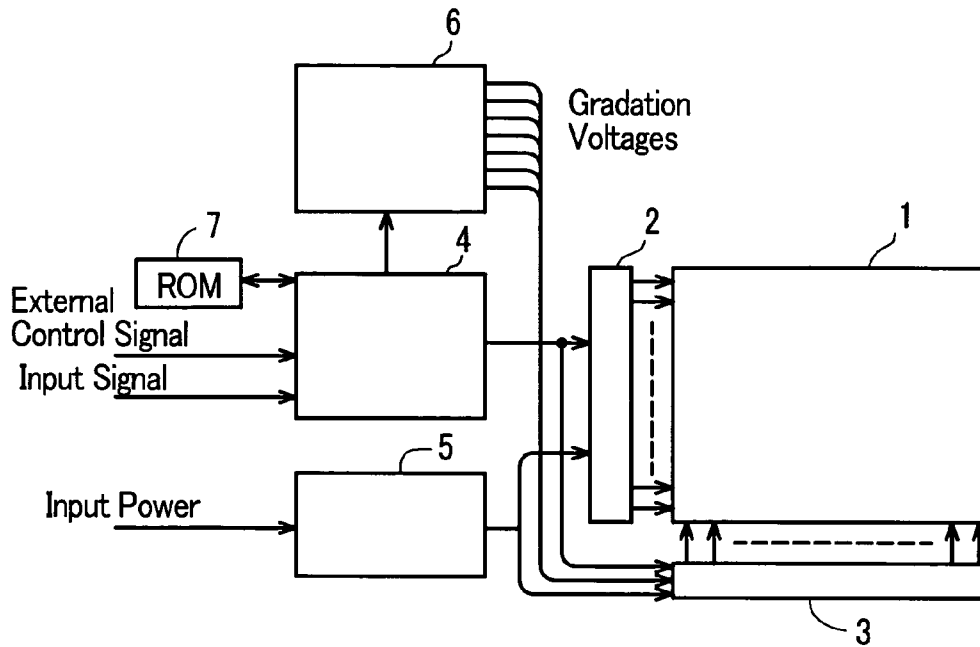 6
Gradation
Voltages
7
4
2
1
ROM
External
Control Signal
Input Signal
5
Input Power
3